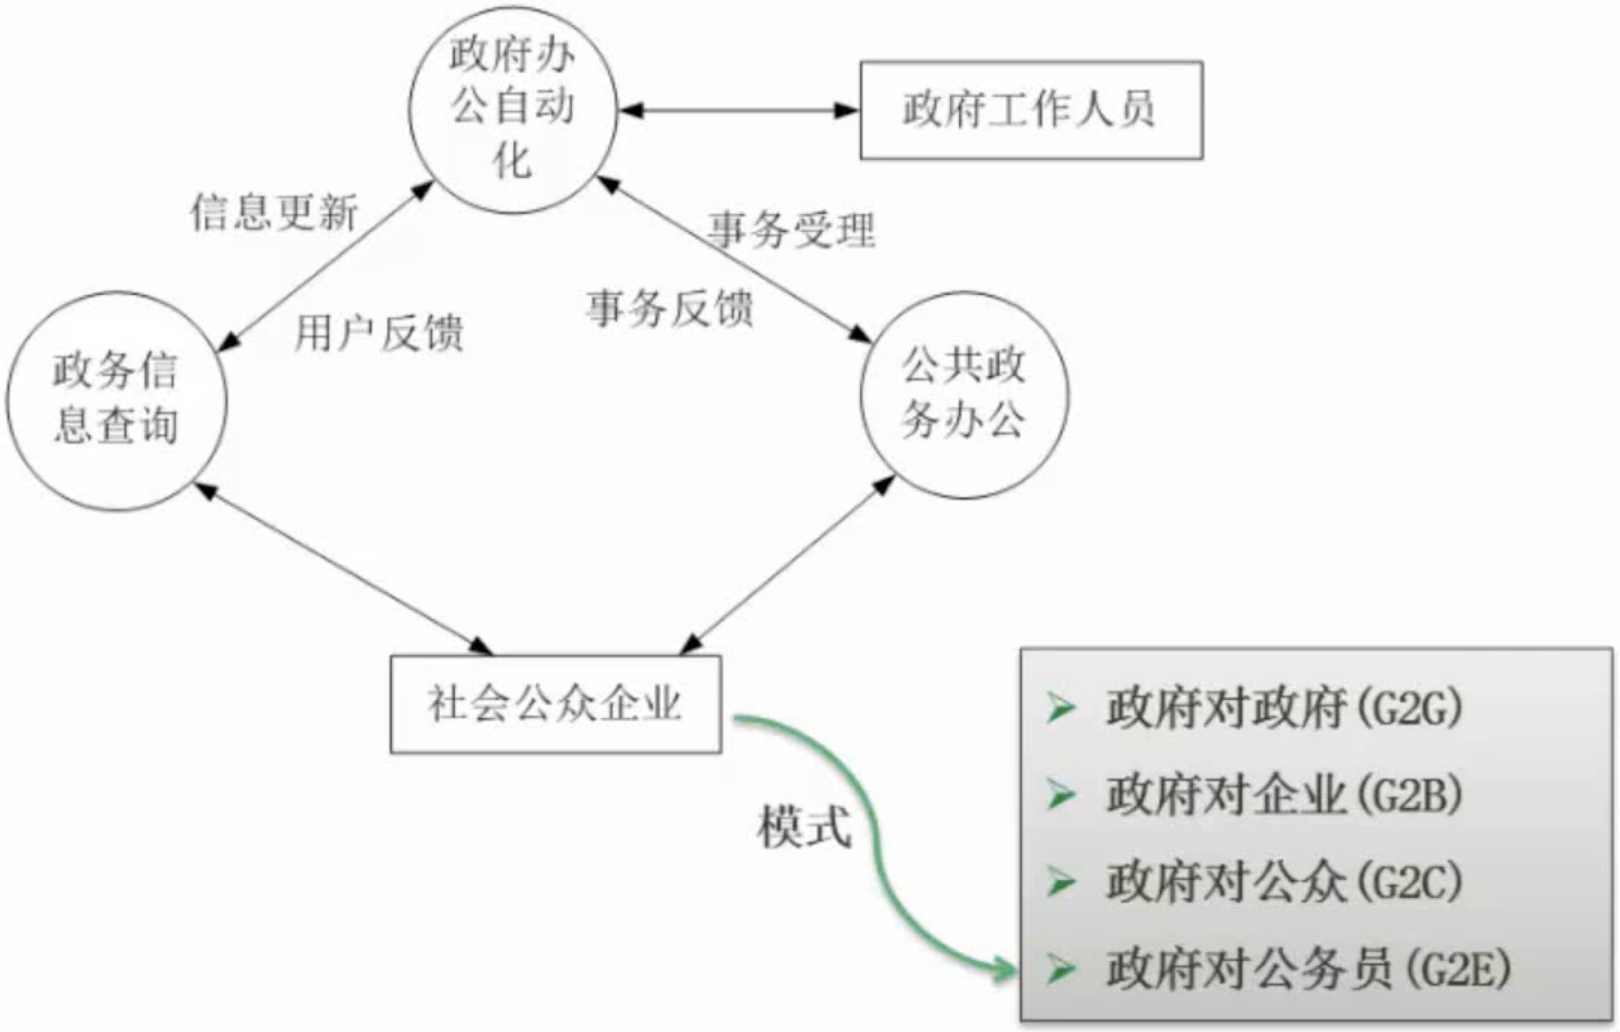 政府办
公自动
化
政府工作人员
信息更新
用户反馈
事务受理
事务反馈
政务信
息查询
公共政
务办公
社会公众企业
模式
政府对政府(G2G)
政府对企业(G2B)
政府对公众(G2C)
政府对公务员(G2E)